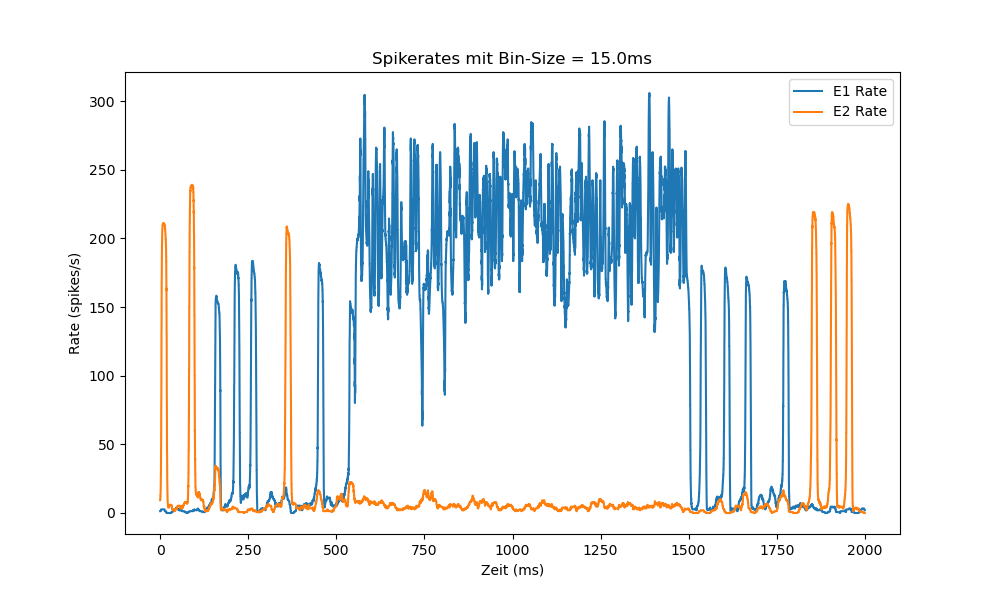 Spikerates mit Bin-Size = 15.0ms
E1 Rate
E2 Rate
Rate (spikes/s)
300
250
200
150
100
50
0
0 250 500 750 1000 1250 1500 1750 2000
Zeit (ms)